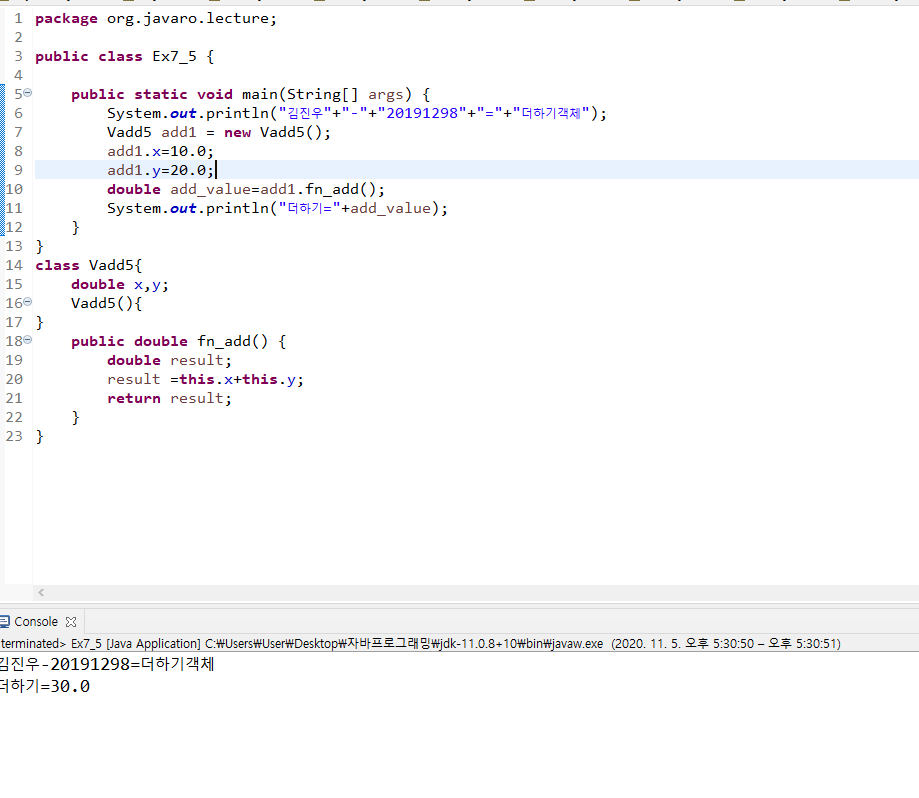 1 package org.javaro.lecture;
2
3 public class Ex7_5 {
4
5 public static void main(String[] args) {
6 System.out.println("김진우"+"-"+"20191298"+"="+"더하기객체");
7 Vadd5 add1 = new Vadd5();
8 add1.x=10.0;
9 add1.y=20.0;
10 double add_value=add1.fn_add();
11 System.out.println("더하기="+add_value);
12 }
13 }
14 class Vadd5{
15 double x,y;
16 Vadd5(){
17 }
18 public double fn_add() {
19 double result;
20 result =this.x+this.y;
21 return result;
22 }
23 }
Console
terminated> Ex7_5 [Java Application] C:₩Users₩User₩Desktop₩자바프로그래밍₩jdk-11.0.8+10₩bin₩javaw.exe (2020. 11. 5. 오후 5:30:50 – 오후 5:30:51)
김진우-20191298=더하기객체
더하기=30.0